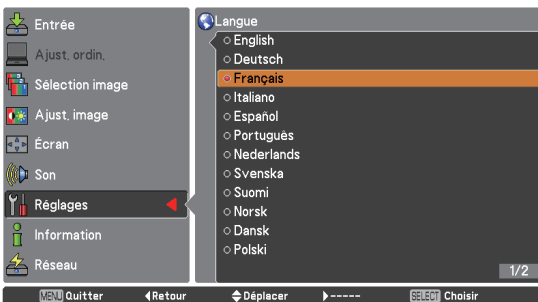 Entrée
Ajust. ordin.
Sélection image
Ajust. image
Écran
Son
Réglages
Information
Réseau
Langue
English
Deutsch
Français
Italiano
Español
Português
Nederlands
Svenska
Suomi
Norsk
Dansk
Polski
1/2
MENU Quitter Retour Déplacer ----- SELECT Choisir